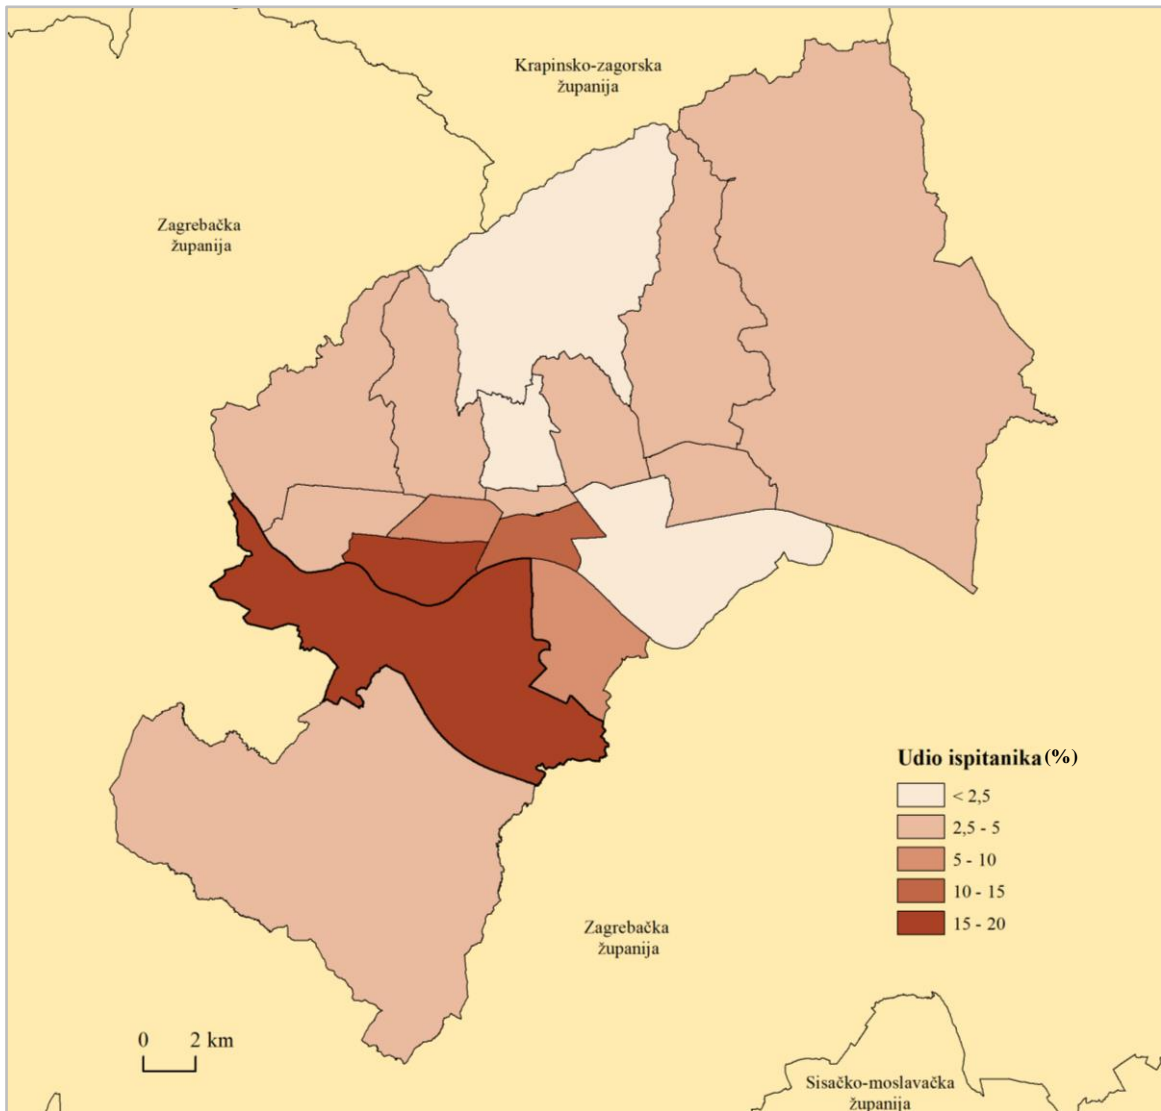 Krapinsko-zagorska
županija
Zagrebačka
županija
Udio ispitanika (%)
< 2,5
2,5 - 5
5 - 10
10 - 15
15 - 20
Zagrebačka
županija
0 2 km
Sisačko-moslavačka
županija